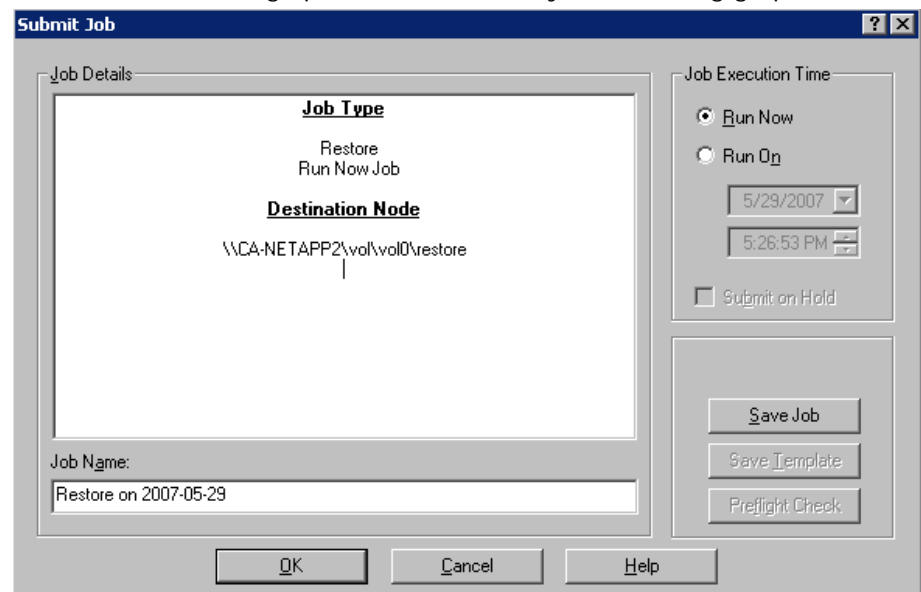 Submit Job
Job Details
Job Type
Restore
Run Now Job
Destination Node
\\CA-NETAPP2\vol\vol0\restore
Job Name:
Restore on 2007-05-29
Job Execution Time
Run Now
Run On
5/29/2007
5:26:53 PM
Submit on Hold
Save Job
Save Template
Preflight Check
OK
Cancel
Help